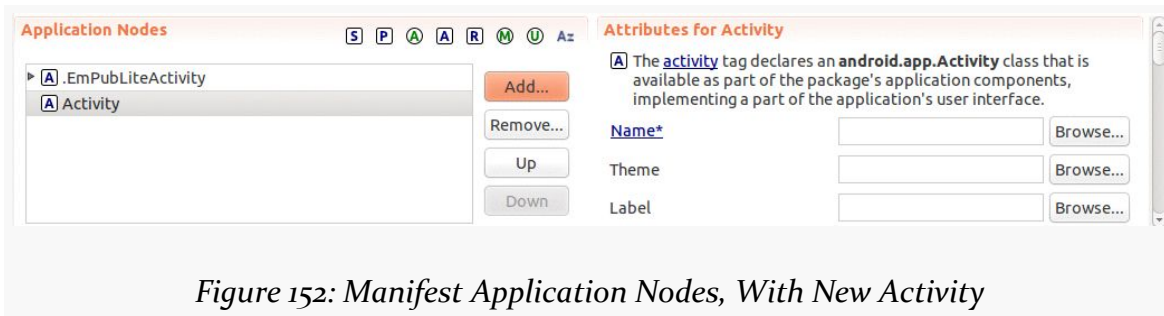 Application Nodes
S P A A R M U Az
.EmPubLiteActivity
A Activity
Add...
Remove...
Up
Down
Attributes for Activity
A The activity tag declares an android.app.Activity class that is
available as part of the package's application components,
implementing a part of the application's user interface.
Name*
Browse...
Theme
Browse...
Label
Browse...
Figure 152: Manifest Application Nodes, With New Activity